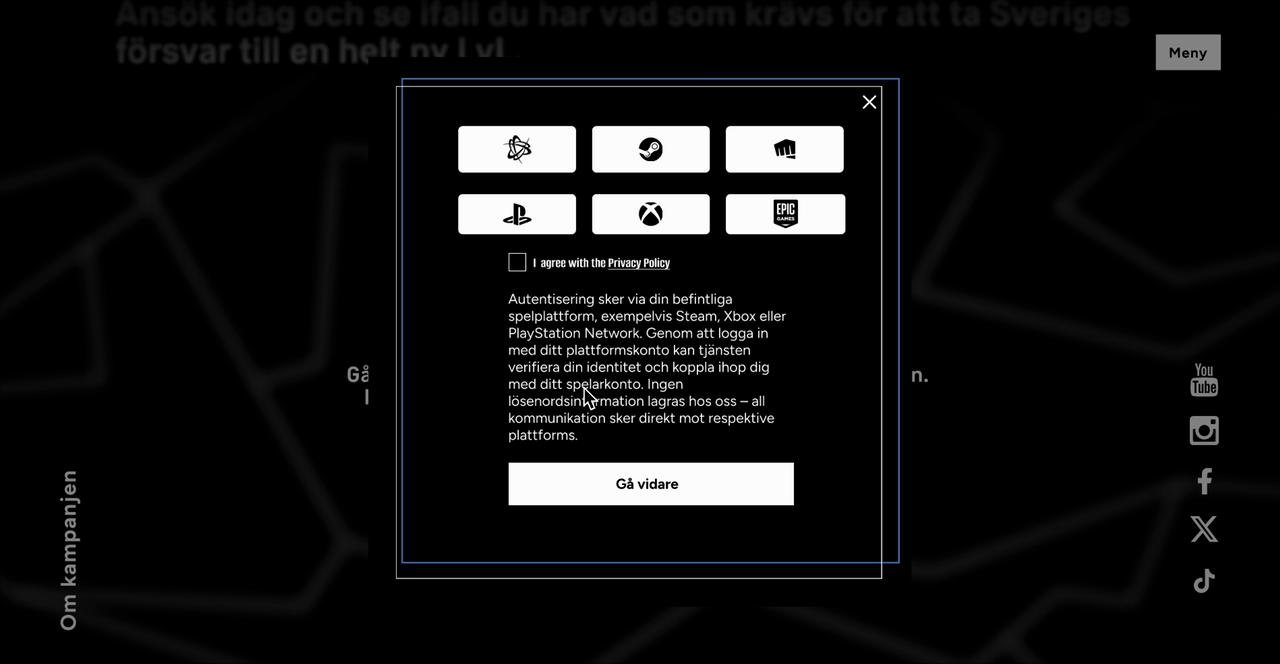 Ansök idag och se ifall du har vad som krävs för att ta Sveriges
försvar till en helt ny Lvl.
Meny
EPIC
GAMES
I agree with the Privacy Policy
Autentisering sker via din befintliga
spelplattform, exempelvis Steam, Xbox eller
PlayStation Network. Genom att logga in
med ditt plattformskonto kan tjänsten
verifiera din identitet och koppla ihop dig
med ditt spelarkonto. Ingen
lagras hos oss – all
kommunikation sker direkt mot respektive
plattforms.
Gå vidare
n.
You
Tube
Om kampanjen